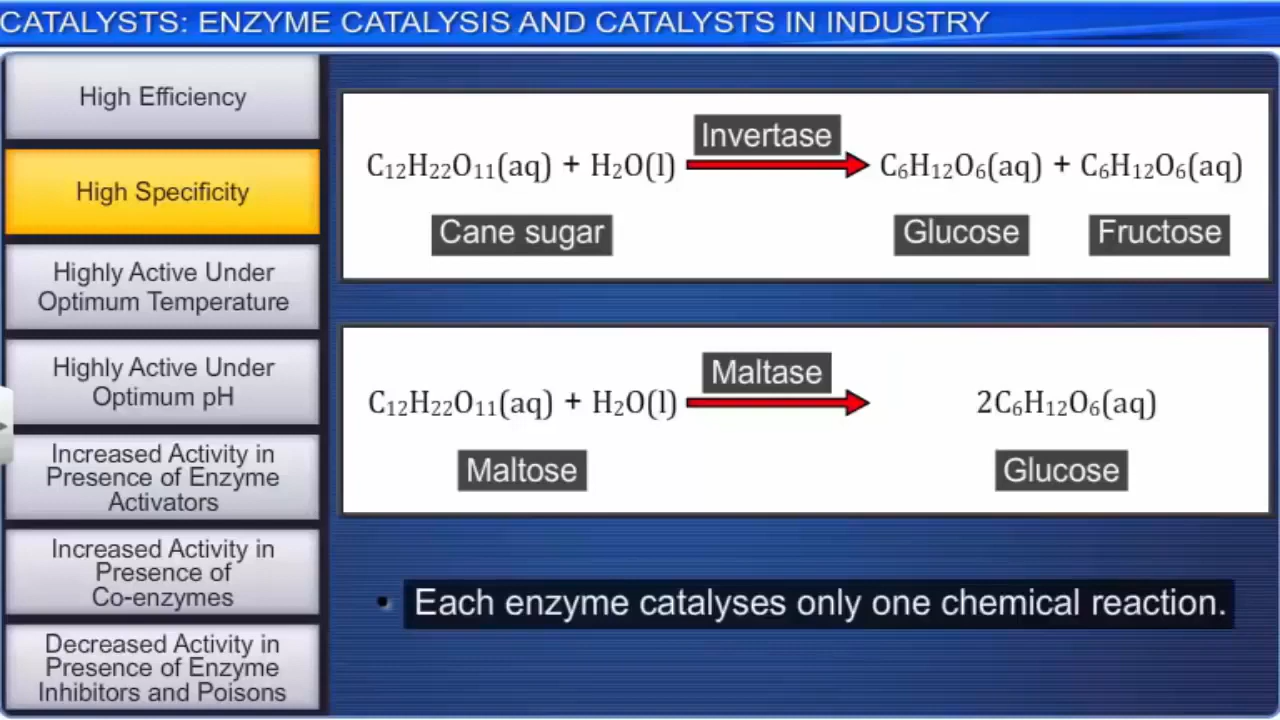 CATALYSTS: ENZYME CATALYSIS AND CATALYSTS IN INDUSTRY
High Efficiency
High Specificity
Highly Active Under
Optimum Temperature
Highly Active Under
Optimum pH
Increased Activity in
Presence of Enzyme
Activators
Increased Activity in
Presence of
Co-enzymes
Decreased Activity in
Presence of Enzyme
Inhibitors and Poisons
Invertase
C₁₂H₂₂O₁₁(aq) + H₂O(l) C₆H₁₂O₆(aq) + C₆H₁₂O₆(aq)
Cane sugar Glucose Fructose
Maltase
C₁₂H₂₂O₁₁(aq) + H₂O(l) 2C₆H₁₂O₆(aq)
Maltose Glucose
• Each enzyme catalyses only one chemical reaction.